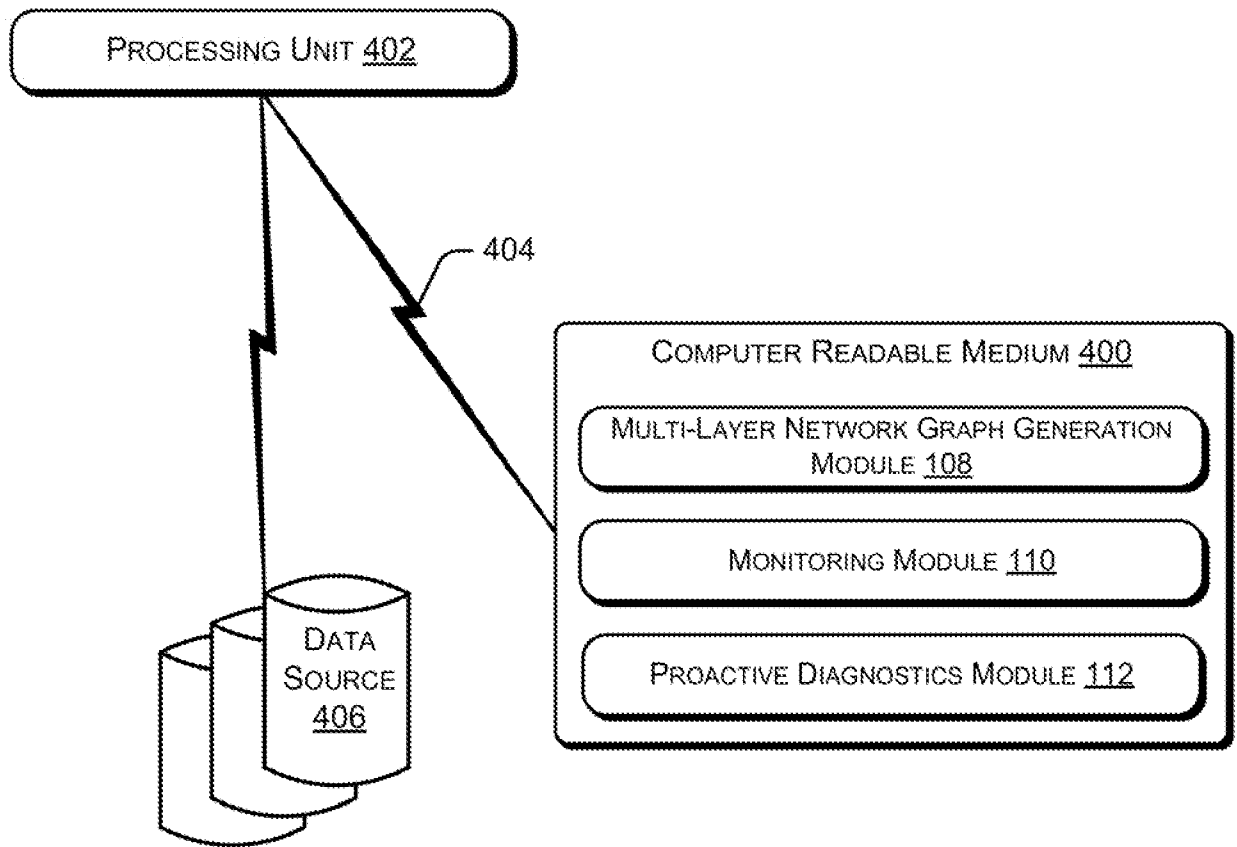 PROCESSING UNIT 402
404
COMPUTER READABLE MEDIUM 400
MULTI-LAYER NETWORK GRAPH GENERATION
MODULE 108
MONITORING MODULE 110
PROACTIVE DIAGNOSTICS MODULE 112
DATA
SOURCE
406